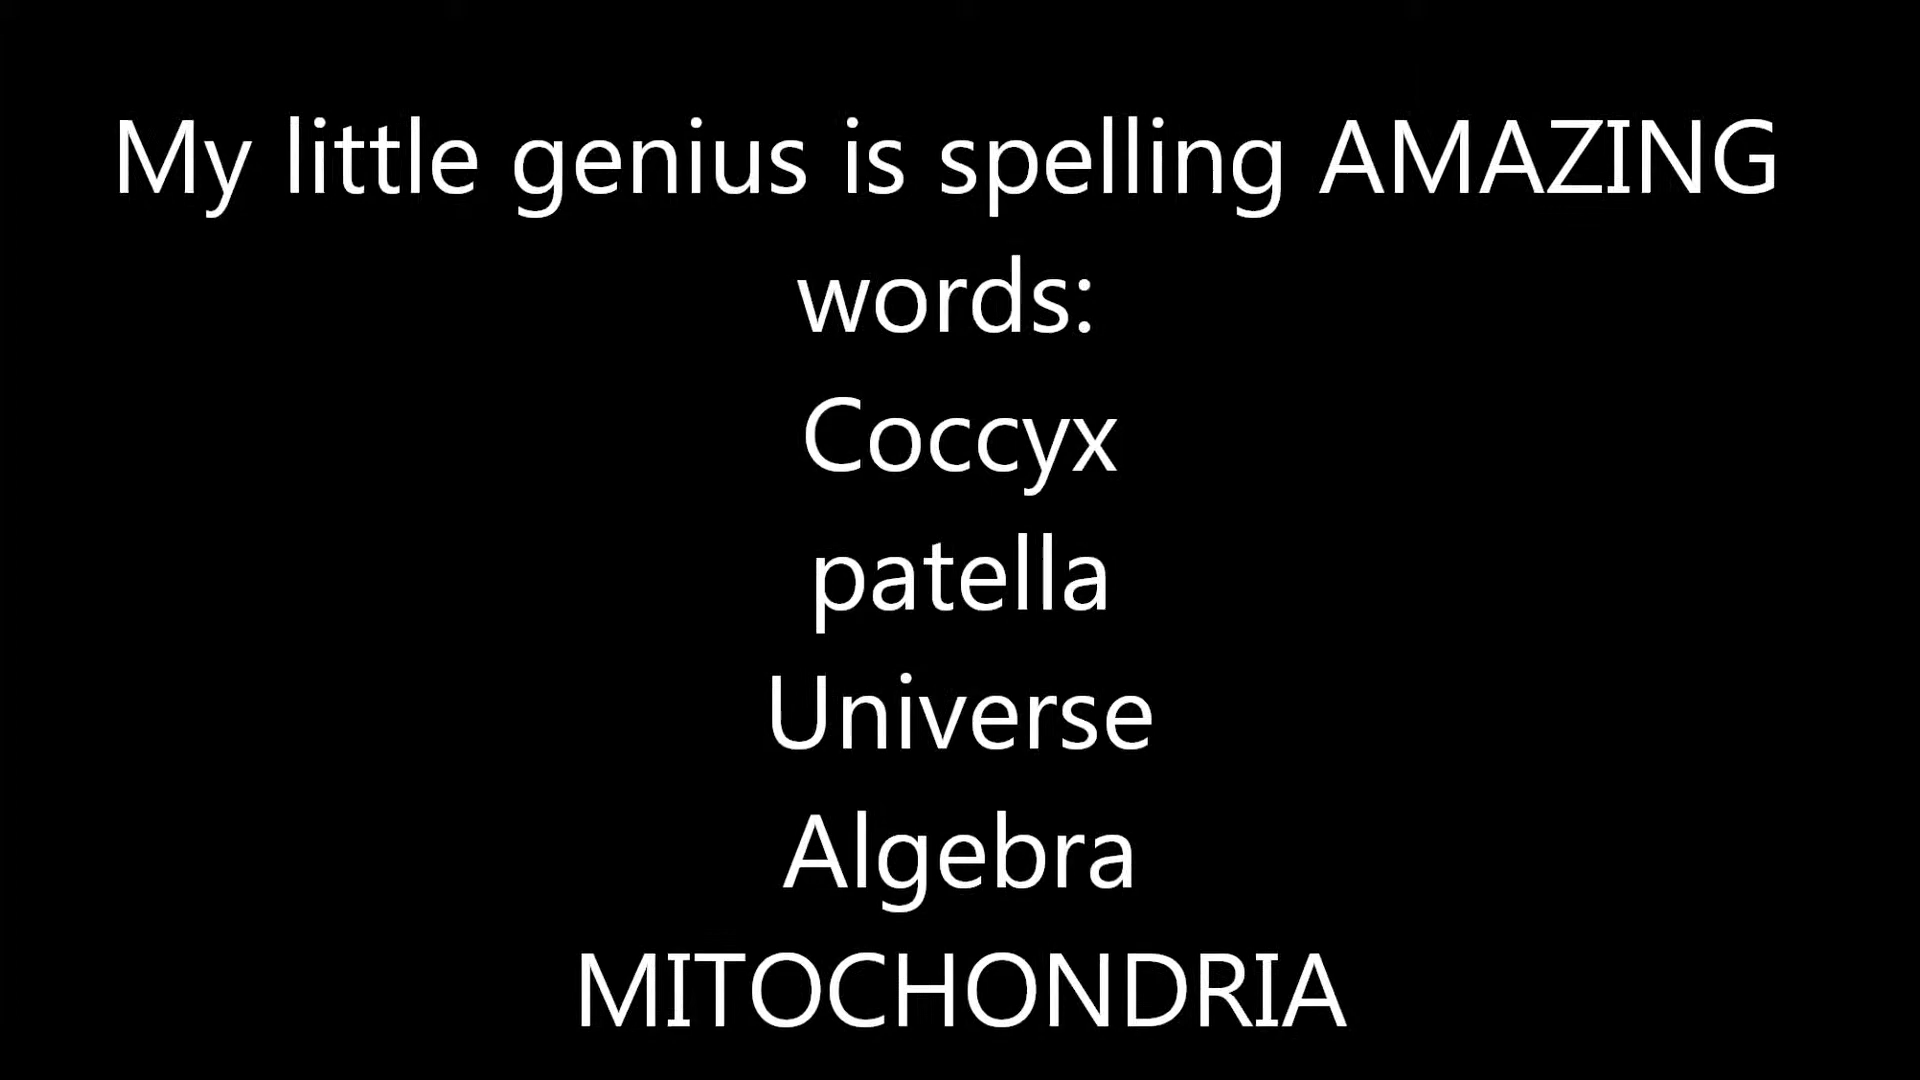 My little genius is spelling AMAZING
words:
Coccyx
patella
Universe
Algebra
MITOCHONDRIA